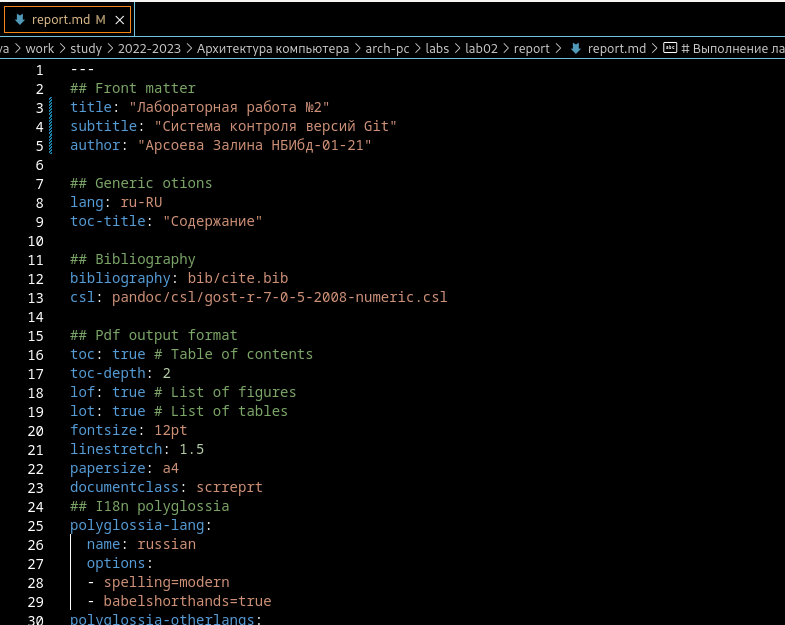 report.md M
work study 2022-2023 Архитектура компьютера arch-pc labs lab02 report report.md # Выполнение
1 ---
2 ## Front matter
3 title: "Лабораторная работа №2"
4 subtitle: "Система контроля версий Git"
5 author: "Арсоева Залина НБИбд-01-21"
6
7 ## Generic otions
8 lang: ru-RU
9 toc-title: "Содержание"
10
11 ## Bibliography
12 bibliography: bib/cite.bib
13 csl: pandoc/csl/gost-r-7-0-5-2008-numeric.csl
14
15 ## Pdf output format
16 toc: true # Table of contents
17 toc-depth: 2
18 lof: true # List of figures
19 lot: true # List of tables
20 fontsize: 12pt
21 linestretch: 1.5
22 papersize: a4
23 documentclass: scrreprt
24 ## I18n polyglossia
25 polyglossia-lang:
26 name: russian
27 options:
28 - spelling=modern
29 - babelshorthands=true
30 polyglossia-otherlangs: